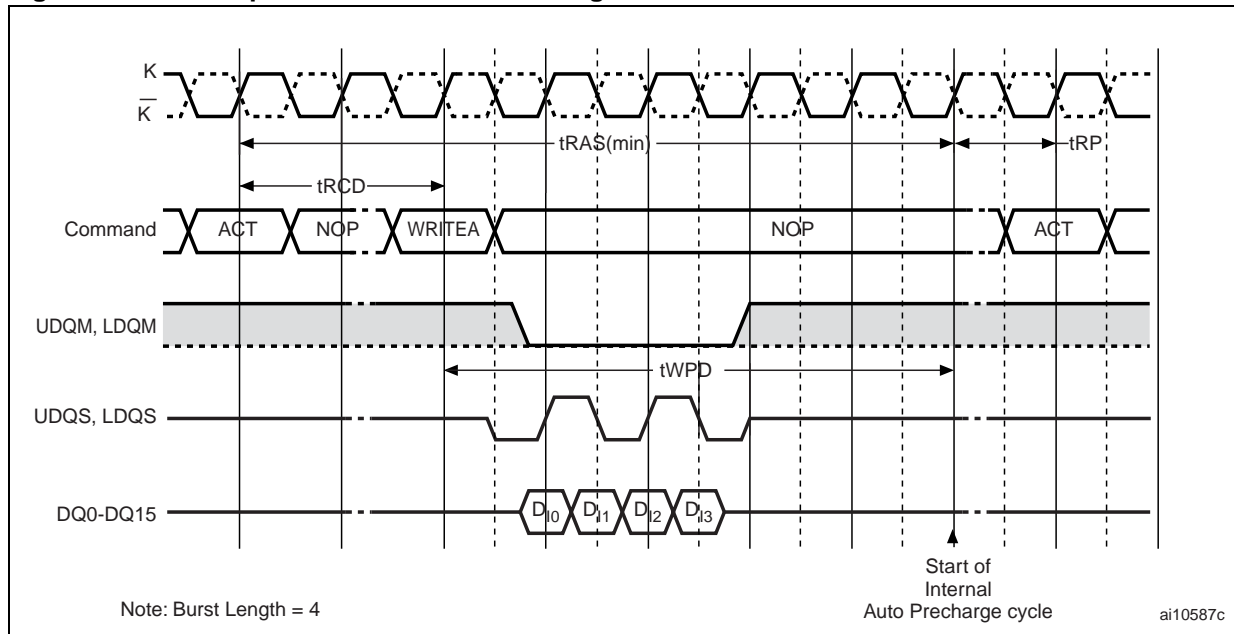 K
K̅
tRAS(min)
tRP
tRCD
Command
ACT
NOP
WRITEA
NOP
ACT
UDQM, LDQM
tWPD
UDQS, LDQS
DQ0-DQ15
DI0
DI1
DI2
DI3
Start of
Internal
Auto Precharge cycle
Note: Burst Length = 4
ai10587c